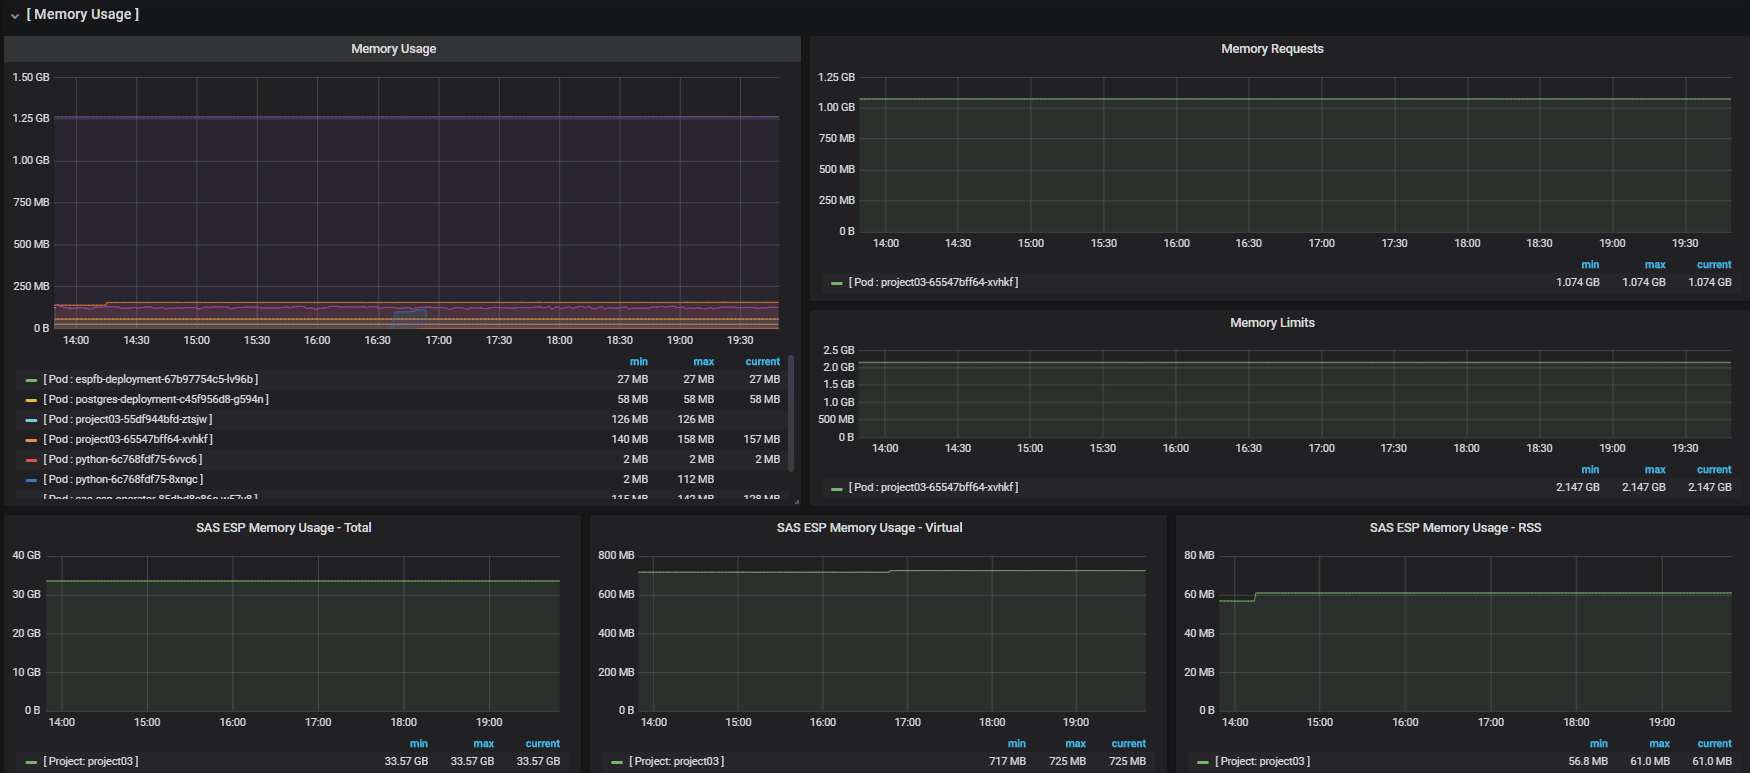 [ Memory Usage ]
Memory Usage
1.50 GB
1.25 GB
1.00 GB
750 MB
500 MB
250 MB
0 B
14:00 14:30 15:00 15:30 16:00 16:30 17:00 17:30 18:00 18:30 19:00 19:30
min max current
[ Pod : espfb-deployment-67b97754c5-lv96b ] 27 MB 27 MB 27 MB
[ Pod : postgres-deployment-c45f956d8-g594n ] 58 MB 58 MB 58 MB
[ Pod : project03-55df944bfd-ztsjw ] 126 MB 126 MB
[ Pod : project03-65547bff64-xvhkf ] 140 MB 158 MB 157 MB
[ Pod : python-6c768fdf75-6vvc6 ] 2 MB 2 MB 2 MB
[ Pod : python-6c768fdf75-8xngc ] 2 MB 112 MB
Memory Requests
1.25 GB
1.00 GB
750 MB
500 MB
250 MB
0 B
14:00 14:30 15:00 15:30 16:00 16:30 17:00 17:30 18:00 18:30 19:00 19:30
min max current
[ Pod : project03-65547bff64-xvhkf ] 1.074 GB 1.074 GB 1.074 GB
Memory Limits
2.5 GB
2.0 GB
1.5 GB
1.0 GB
500 MB
0 B
14:00 14:30 15:00 15:30 16:00 16:30 17:00 17:30 18:00 18:30 19:00 19:30
min max current
[ Pod : project03-65547bff64-xvhkf ] 2.147 GB 2.147 GB 2.147 GB
SAS ESP Memory Usage - Total
40 GB
30 GB
20 GB
10 GB
0 B
14:00 15:00 16:00 17:00 18:00 19:00
min max current
[Project: project03 ] 33.57 GB 33.57 GB 33.57 GB
SAS ESP Memory Usage - Virtual
800 MB
600 MB
400 MB
200 MB
0 B
14:00 15:00 16:00 17:00 18:00 19:00
min max current
[Project: project03 ] 717 MB 725 MB 725 MB
SAS ESP Memory Usage - RSS
80 MB
60 MB
40 MB
20 MB
0 B
14:00 15:00 16:00 17:00 18:00 19:00
min max current
[Project: project03 ] 56.8 MB 61.0 MB 61.0 MB